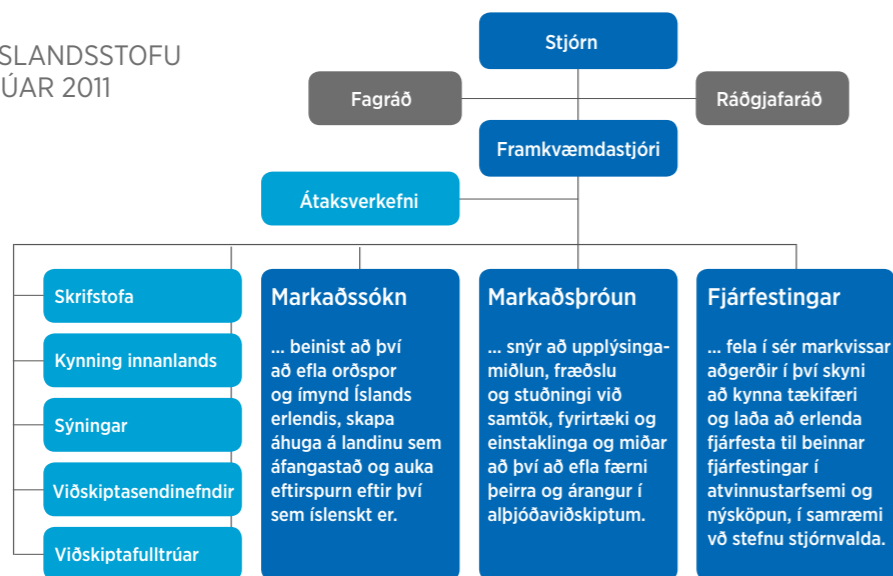 SLANDSSTOFU
ÚAR 2011
Stjórn
Fagráð
Ráðgjafaráð
Framkvæmdastjóri
Átaksverkefni
Skrifstofa
Kynning innanlands
Sýningar
Viðskiptasendinefndir
Viðskiptafulltrúar
Markaðssókn
... beinist að því
að efla orðspor
og ímynd Íslands
erlendis, skapa
áhuga á landinu sem
áfangastað og auka
eftirspurn eftir því
sem íslenskt er.
Markaðsþróun
... snýr að upplýsinga-
miðlun, fræðslu
og stuðningi við
samtök, fyrirtæki og
einstaklinga og miðar
að því að efla færni
þeirra og árangur í
alþjóðaviðskiptum.
Fjárfestingar
... fela í sér markvissar
aðgerðir í því skyni
að kynna tækifæri
og laða að erlenda
fjárfesta til beinnar
fjárfestingar í
atvinnustarfsemi og
nýsköpun, í samræmi
vð stefnu stjórnvalda.